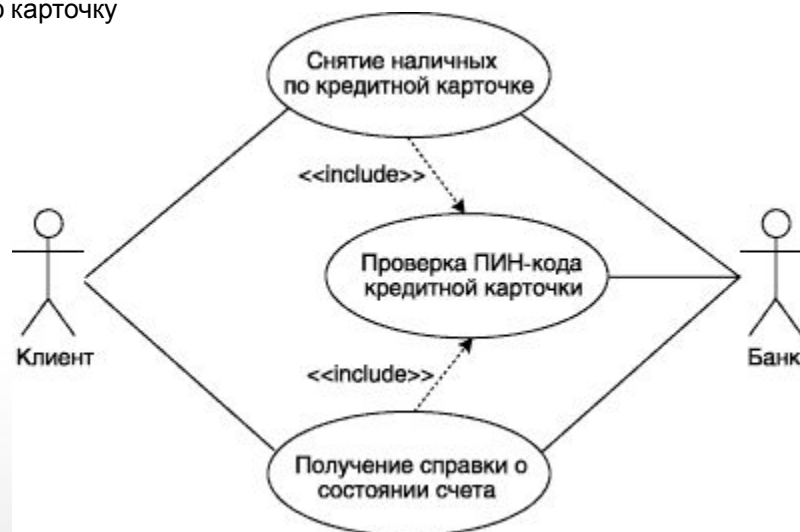 карточку
Снятие наличных
по кредитной карточке
<<include>>
Проверка ПИН-кода
кредитной карточки
Клиент
Банк
<<include>>
Получение справки о
состоянии счета